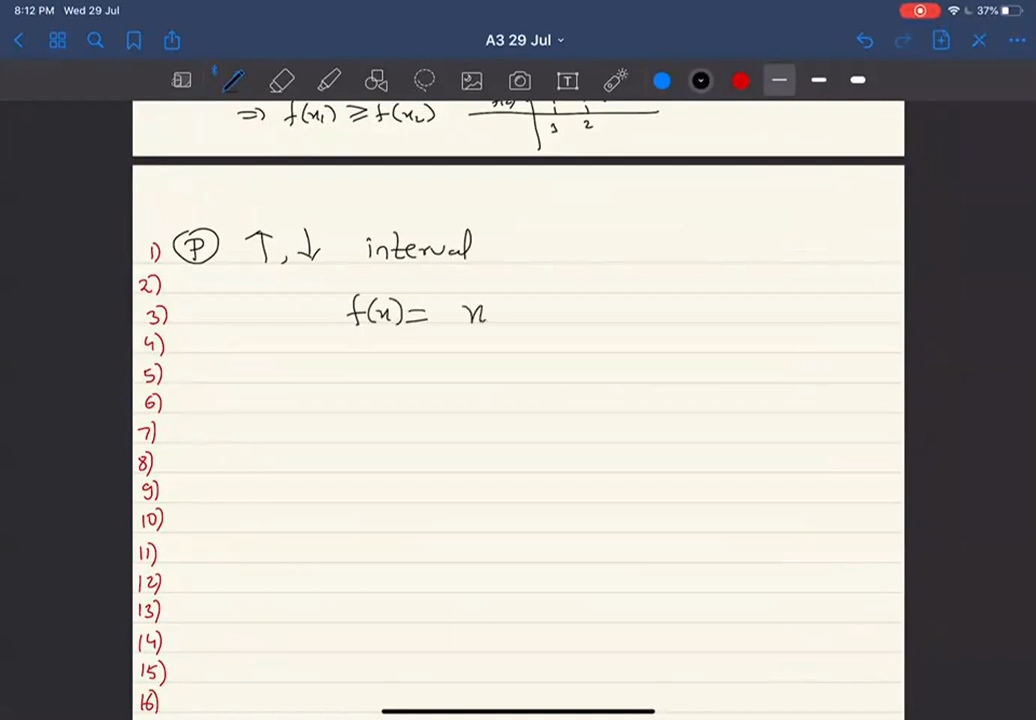 8:12 PM Wed 29 Jul
37%
A3 29 Jul
T
⇒ f(x₁) ⩾ f(x₂)
1 2
1) P ↑, ↓ interval
2)
3) f(x) = x
4)
5)
6)
7)
8)
9)
10)
11)
12)
13)
14)
15)
16)